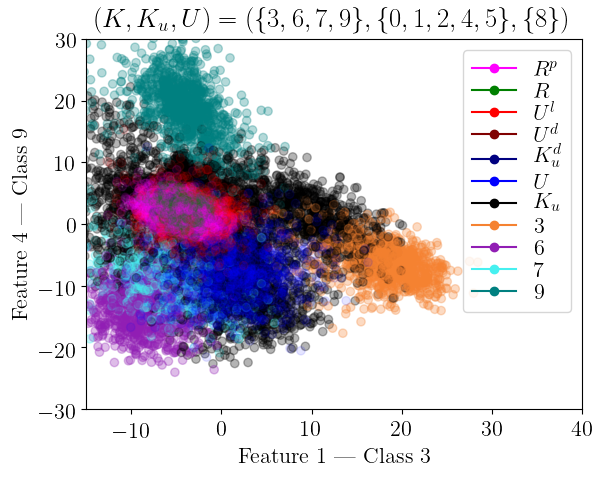 (K, K_u, U) = ({3, 6, 7, 9}, {0, 1, 2, 4, 5}, {8})
30
20
10
0
−10
−20
−30
Feature 4 — Class 9
R^p
R
U^l
U^d
K_u^d
U
K_u
3
6
7
9
−10 0 10 20 30 40
Feature 1 — Class 3